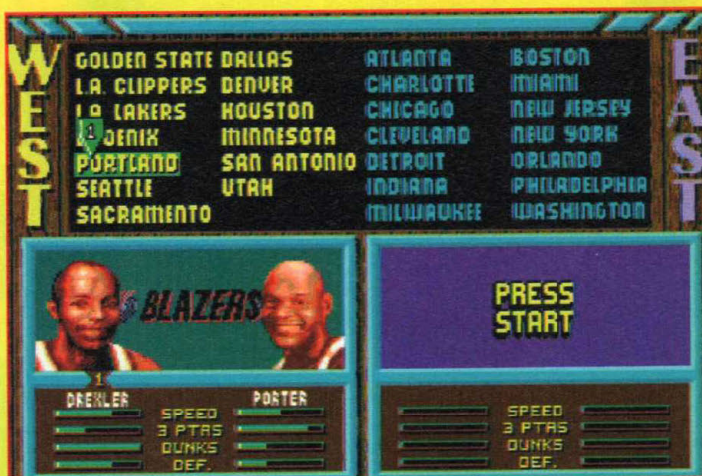 WEST
EAST
GOLDEN STATE DALLAS ATLANTA BOSTON
L.A. CLIPPERS DENVER CHARLOTTE MIAMI
L.A. LAKERS HOUSTON CHICAGO NEW JERSEY
1
OENIX MINNESOTA CLEVELAND NEW YORK
PORTLAND SAN ANTONIO DETROIT ORLANDO
SEATTLE UTAH INDIANA PHILADELPHIA
SACRAMENTO MILWAUKEE WASHINGTON
BLAZERS
1
DREXLER PORTER
SPEED
3 PTRS
DUNKS
DEF.
PRESS
START
SPEED
3 PTRS
DUNKS
DEF.